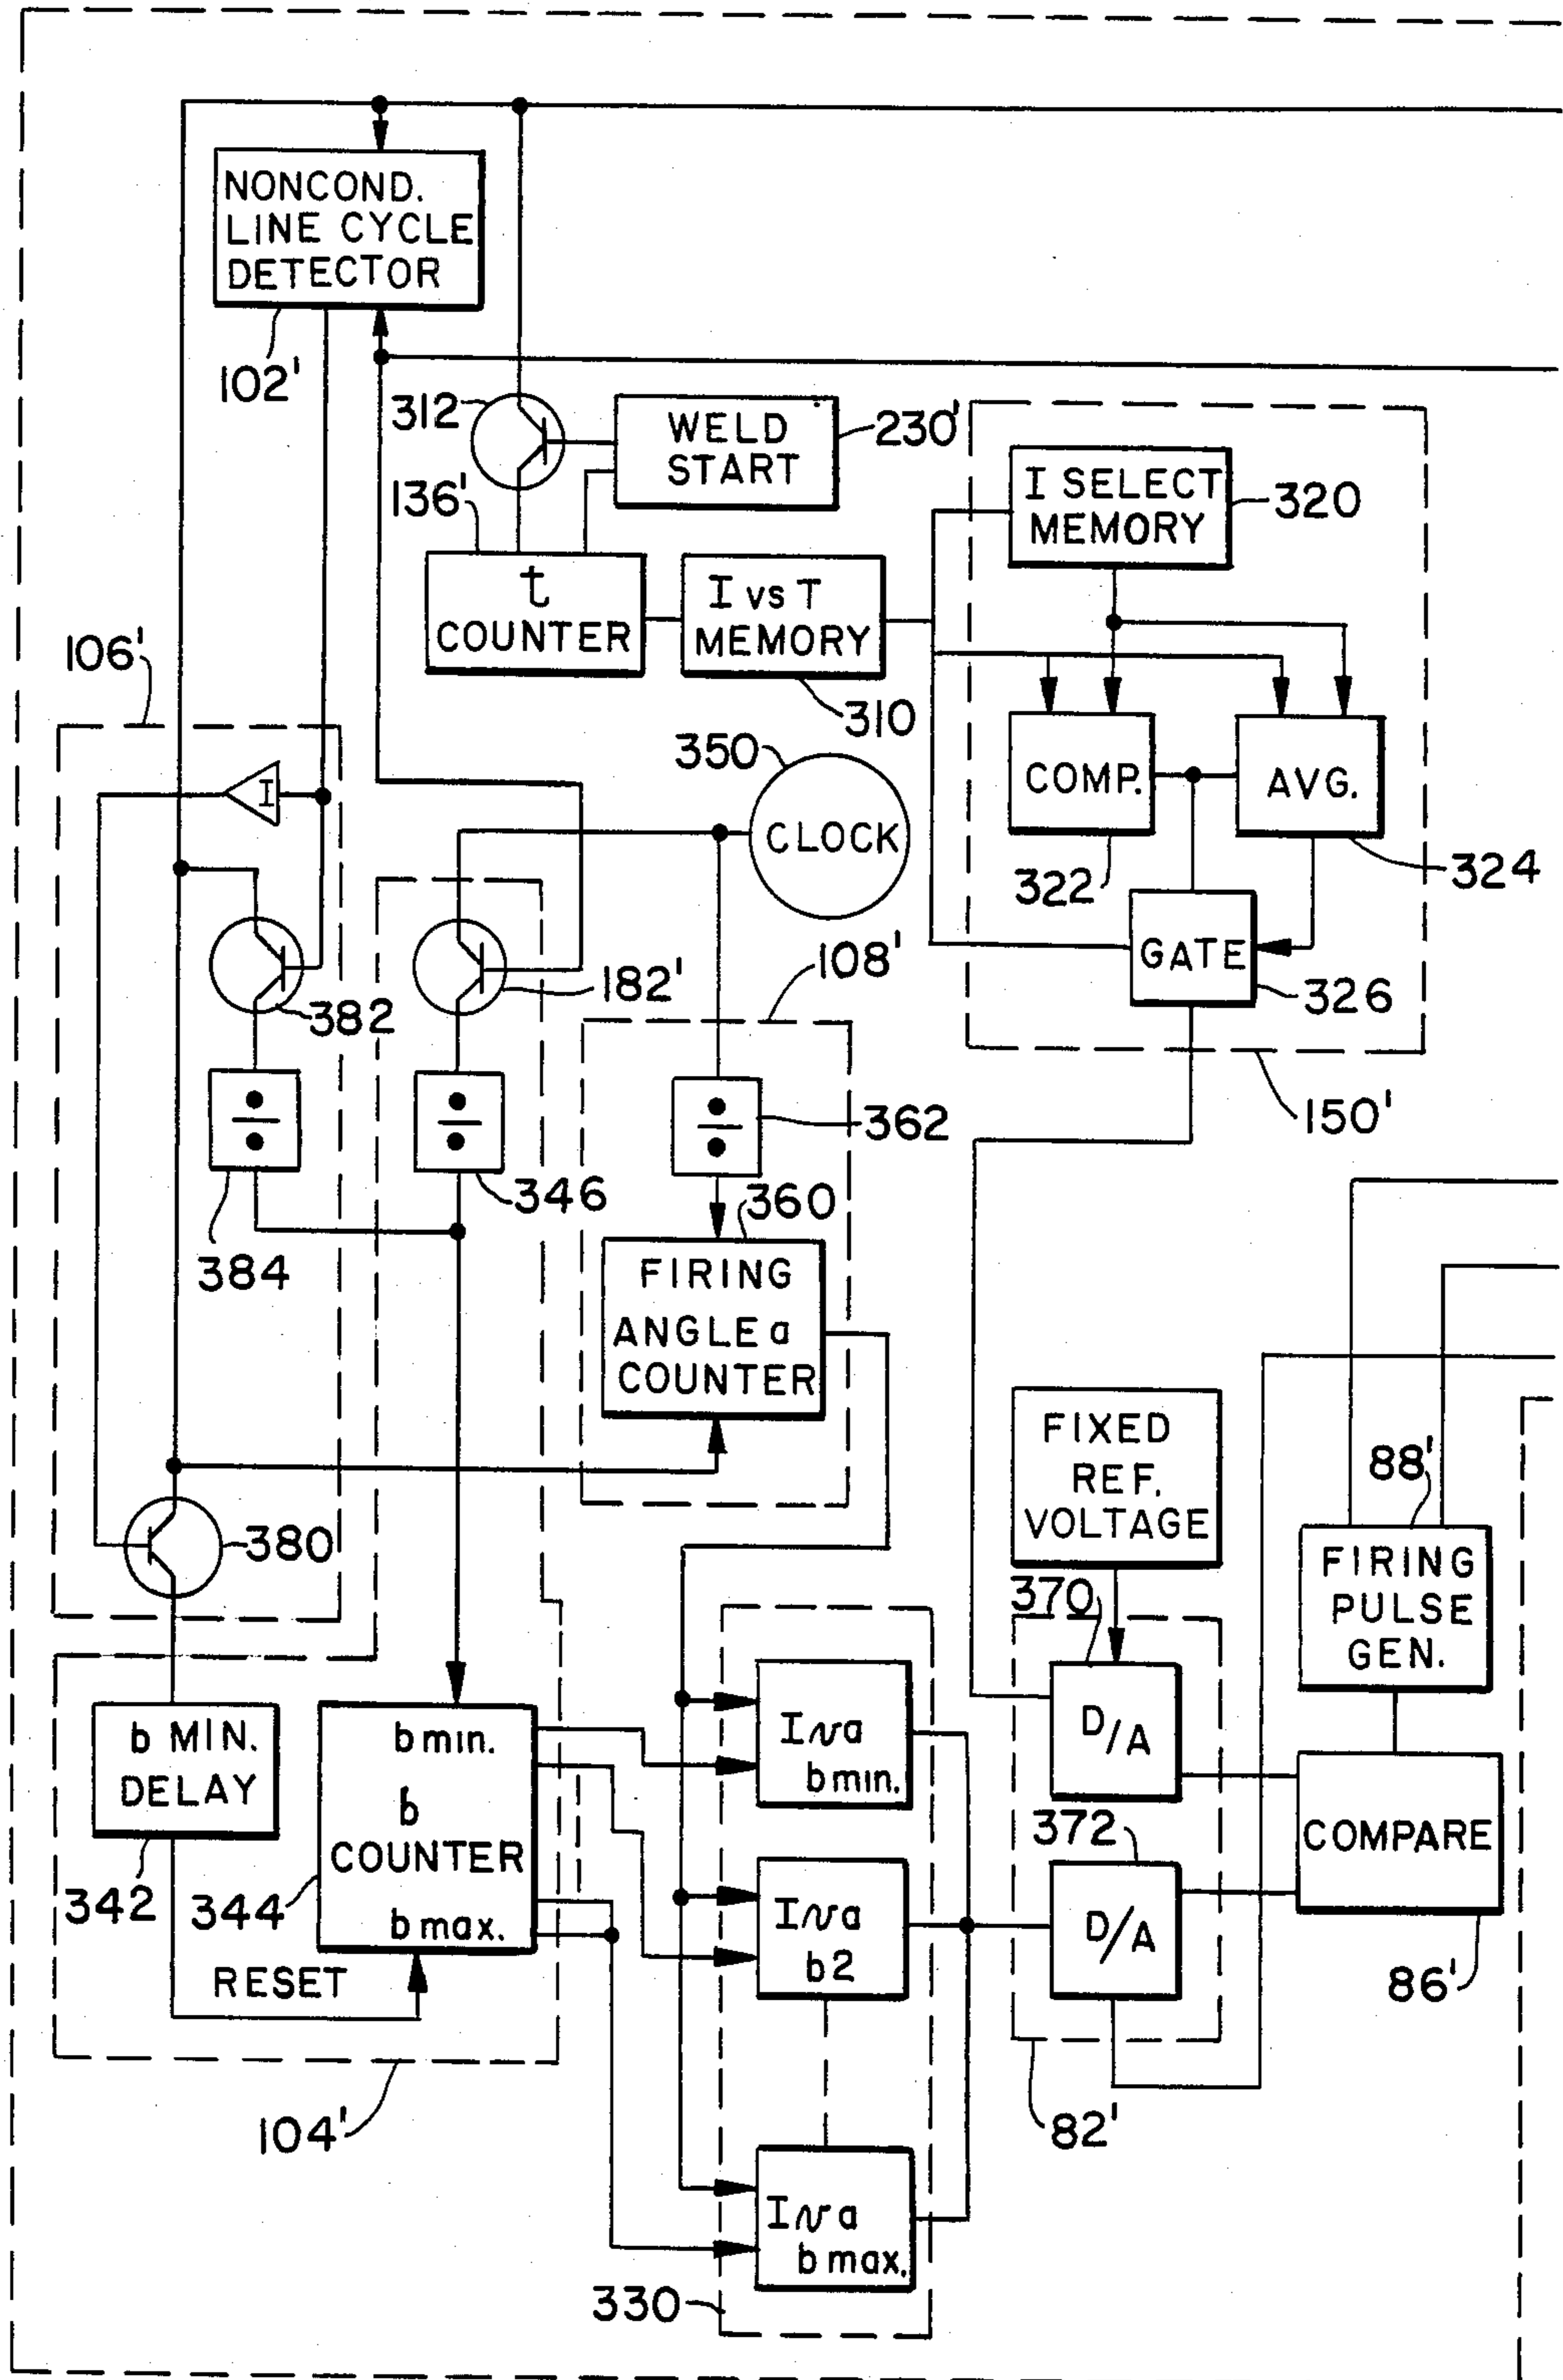 NONCOND.
LINE CYCLE
DETECTOR
102'
312
WELD
START
230'
136'
t
COUNTER
I vs T
MEMORY
310
I SELECT
MEMORY
320
COMP.
322
AVG.
324
GATE
326
150'
106'
I
350
CLOCK
382
182'
108'
÷
384
÷
346
÷
362
360
FIRING
ANGLE a
COUNTER
380
FIXED
REF.
VOLTAGE
88'
FIRING
PULSE
GEN.
370
D/A
372
D/A
COMPARE
86'
82'
b MIN.
DELAY
342
344
b min.
b
COUNTER
b max.
RESET
104'
I~a
b min.
I~a
b2
I~a
b max.
330